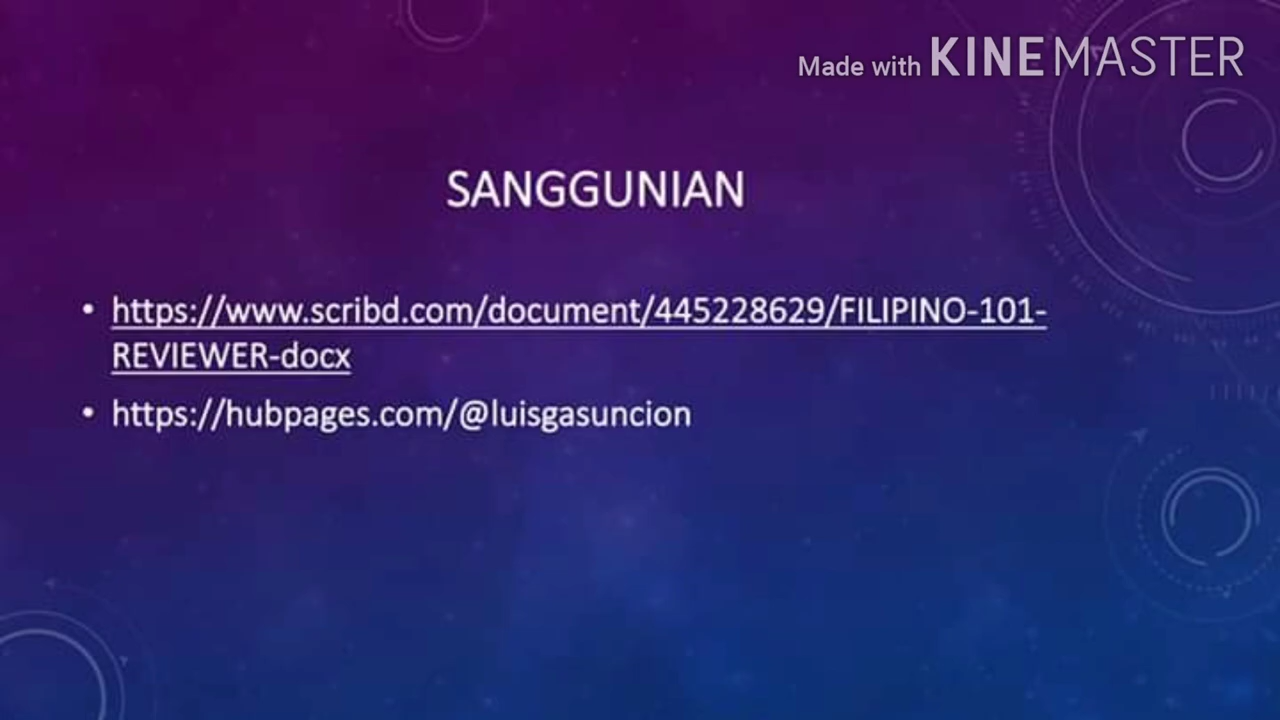 Made with KINEMASTER
SANGGUNIAN
• https://www.scribd.com/document/445228629/FILIPINO-101-
REVIEWER-docx
• https://hubpages.com/@luisgasuncion